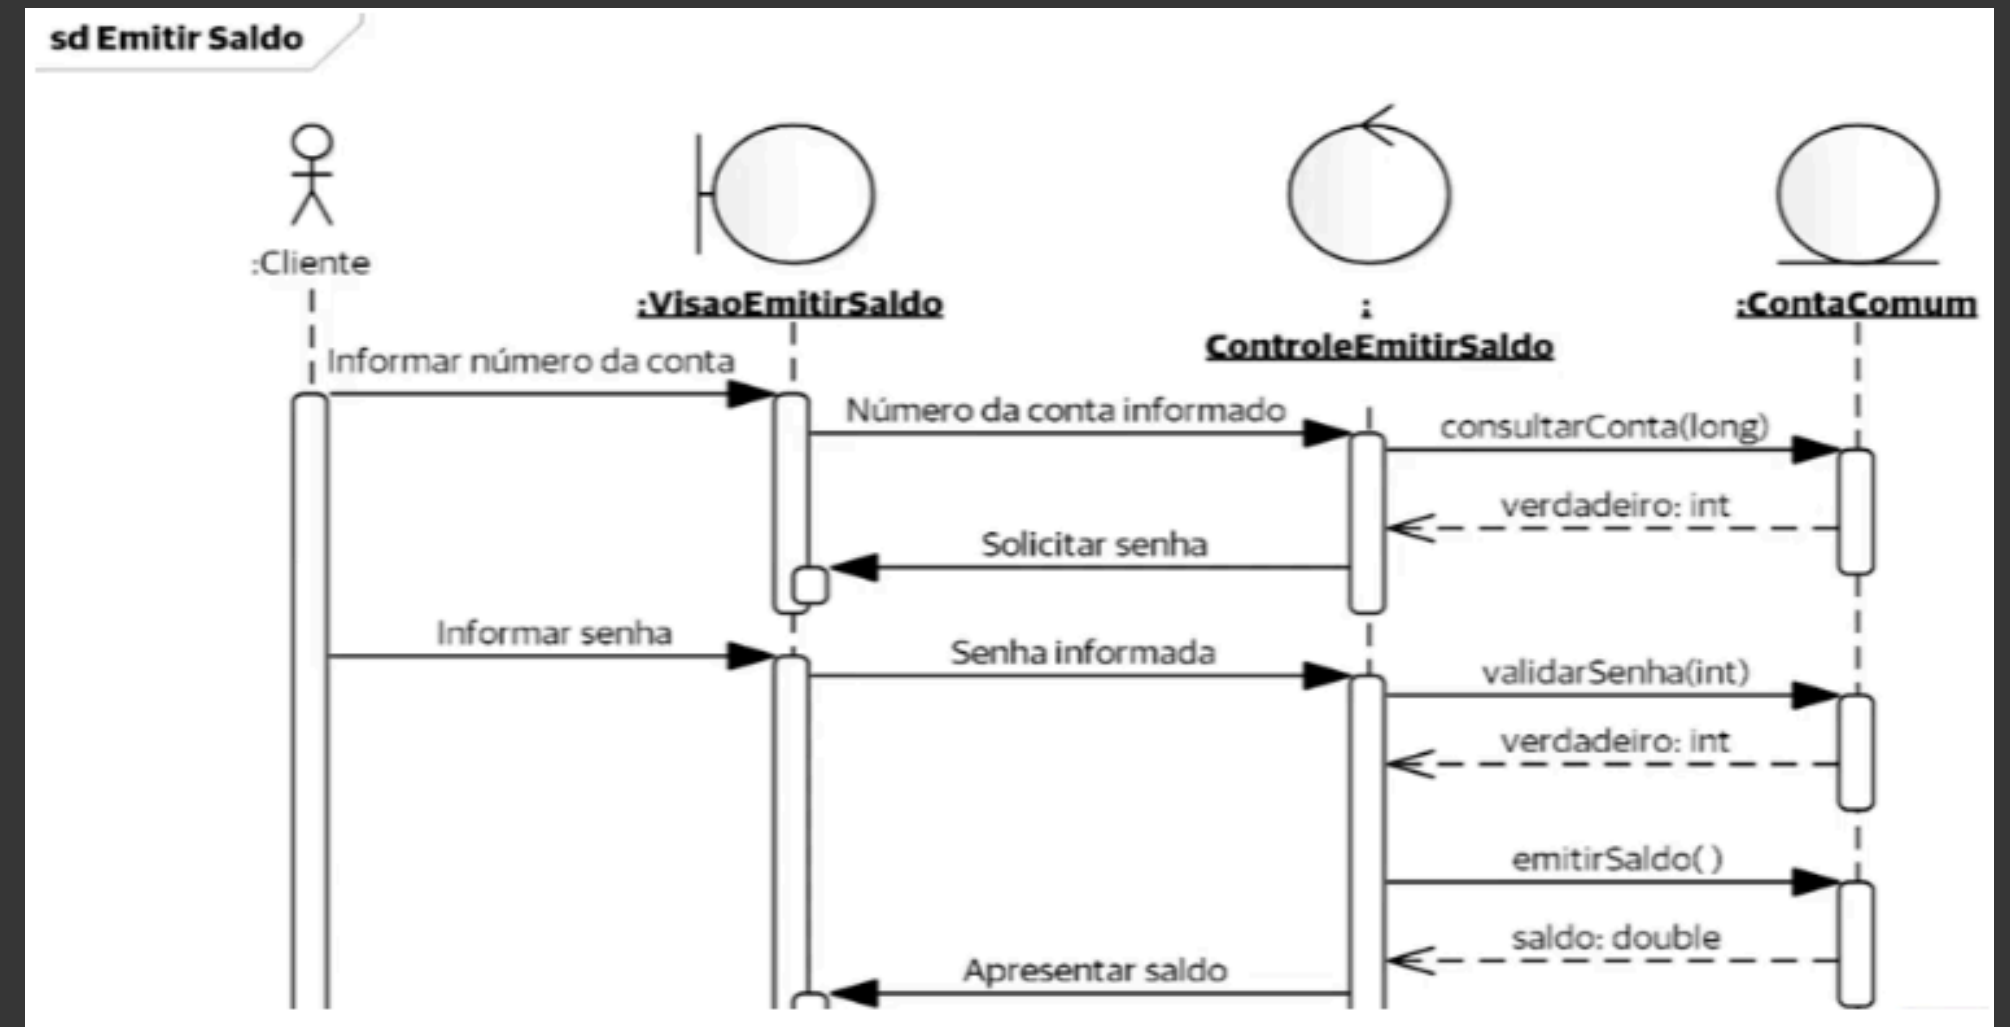 sd Emitir Saldo
:Cliente
:VisaoEmitirSaldo
:
ControleEmitirSaldo
:ContaComum
Informar número da conta
Número da conta informado
consultarConta(long)
verdadeiro: int
Solicitar senha
Informar senha
Senha informada
validarSenha(int)
verdadeiro: int
emitirSaldo( )
saldo: double
Apresentar saldo